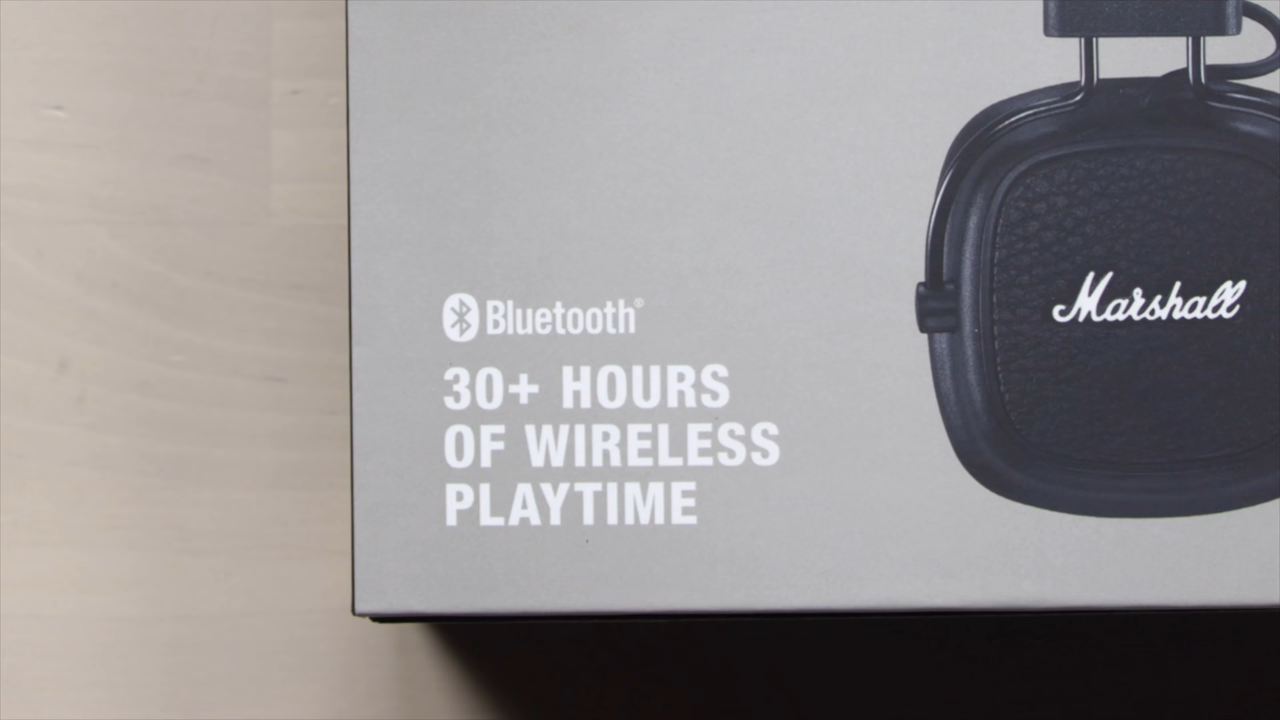 Bluetooth®
30+ HOURS
OF WIRELESS
PLAYTIME
Marshall